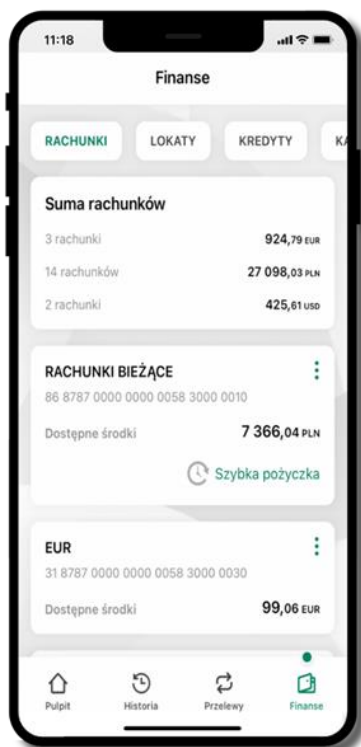 11:18
Finanse
RACHUNKI LOKATY KREDYTY
Suma rachunków
3 rachunki 924,79 EUR
14 rachunków 27 098,03 PLN
2 rachunki 425,61 USD
RACHUNKI BIEŻĄCE
86 8787 0000 0000 0058 3000 0010
Dostępne środki 7 366,04 PLN
Szybka pożyczka
EUR
31 8787 0000 0000 0058 3000 0030
Dostępne środki 99,06 EUR
Pulpit Historia Przelewy Finanse